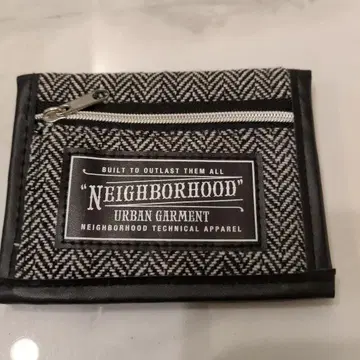 BUILT TO OUTLAST THEM ALL
"NEIGHBORHOOD"
URBAN GARMENT
NEIGHBORHOOD TECHNICAL APPAREL